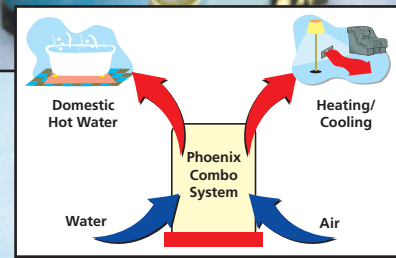 Domestic
Hot Water
Heating/
Cooling
Phoenix
Combo
System
Water
Air